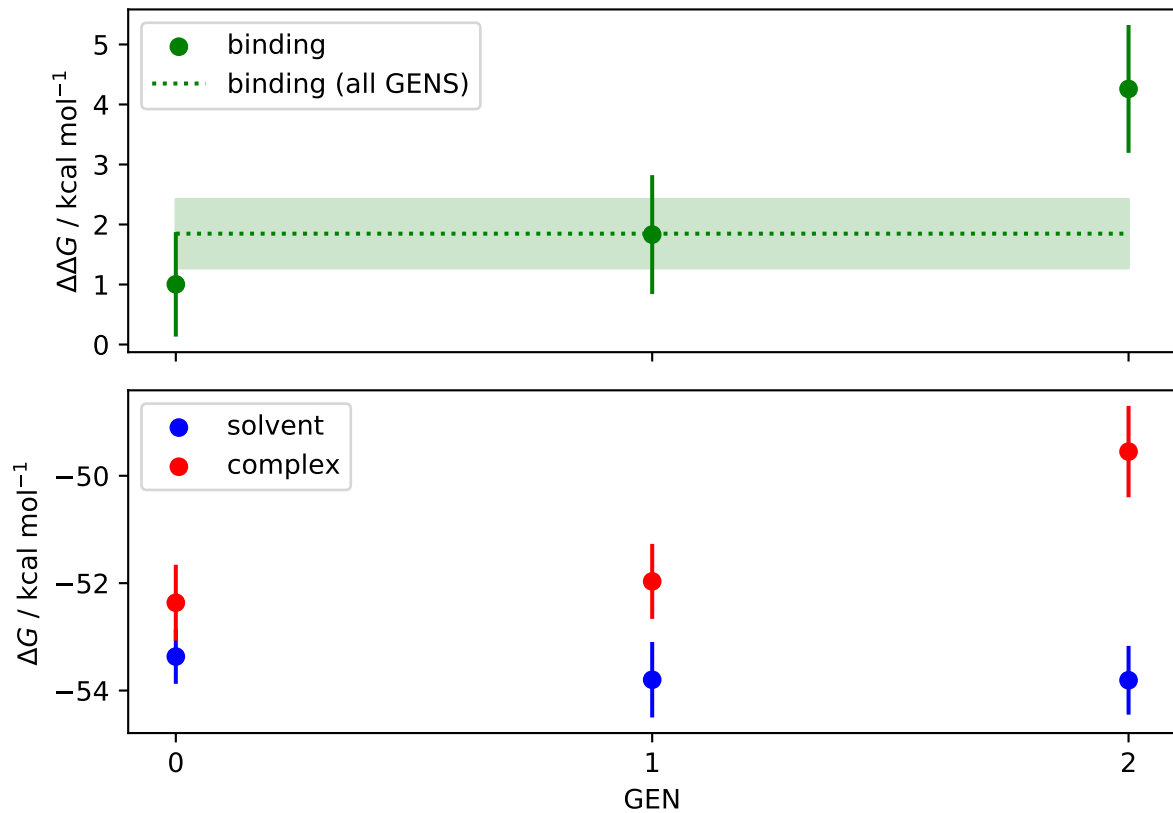 binding
binding (all GENS)
5
4
3
2
1
0
ΔΔG / kcal mol⁻¹
solvent
complex
−50
−52
−54
ΔG / kcal mol⁻¹
0 1 2
GEN